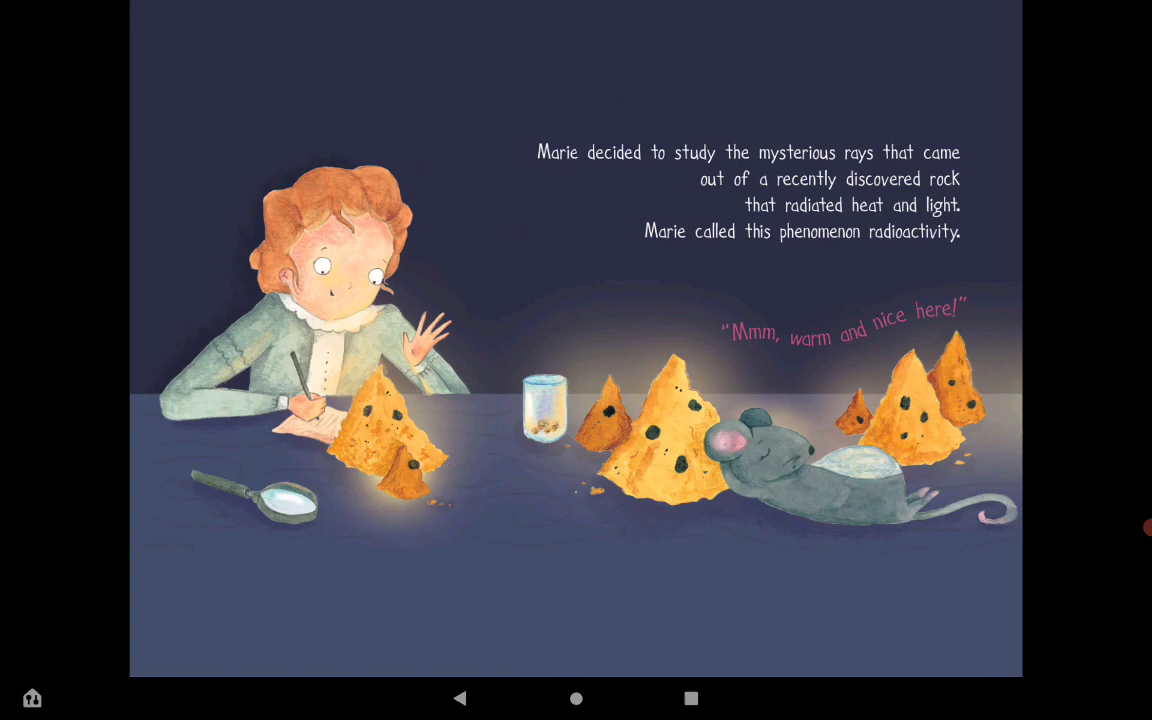 Marie decided to study the mysterious rays that came
out of a recently discovered rock
that radiated heat and light.
Marie called this phenomenon radioactivity.
“Mmm, warm and nice here!”